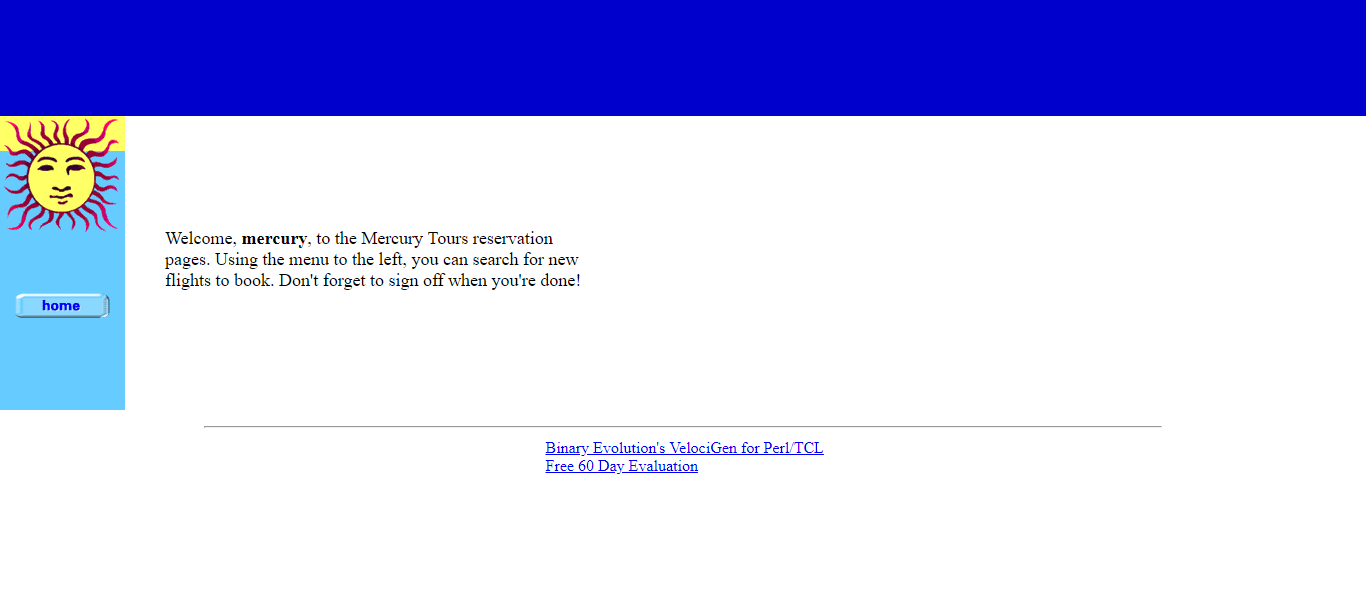 Welcome, mercury, to the Mercury Tours reservation
pages. Using the menu to the left, you can search for new
flights to book. Don't forget to sign off when you're done!
home
Binary Evolution's VelociGen for Perl/TCL
Free 60 Day Evaluation